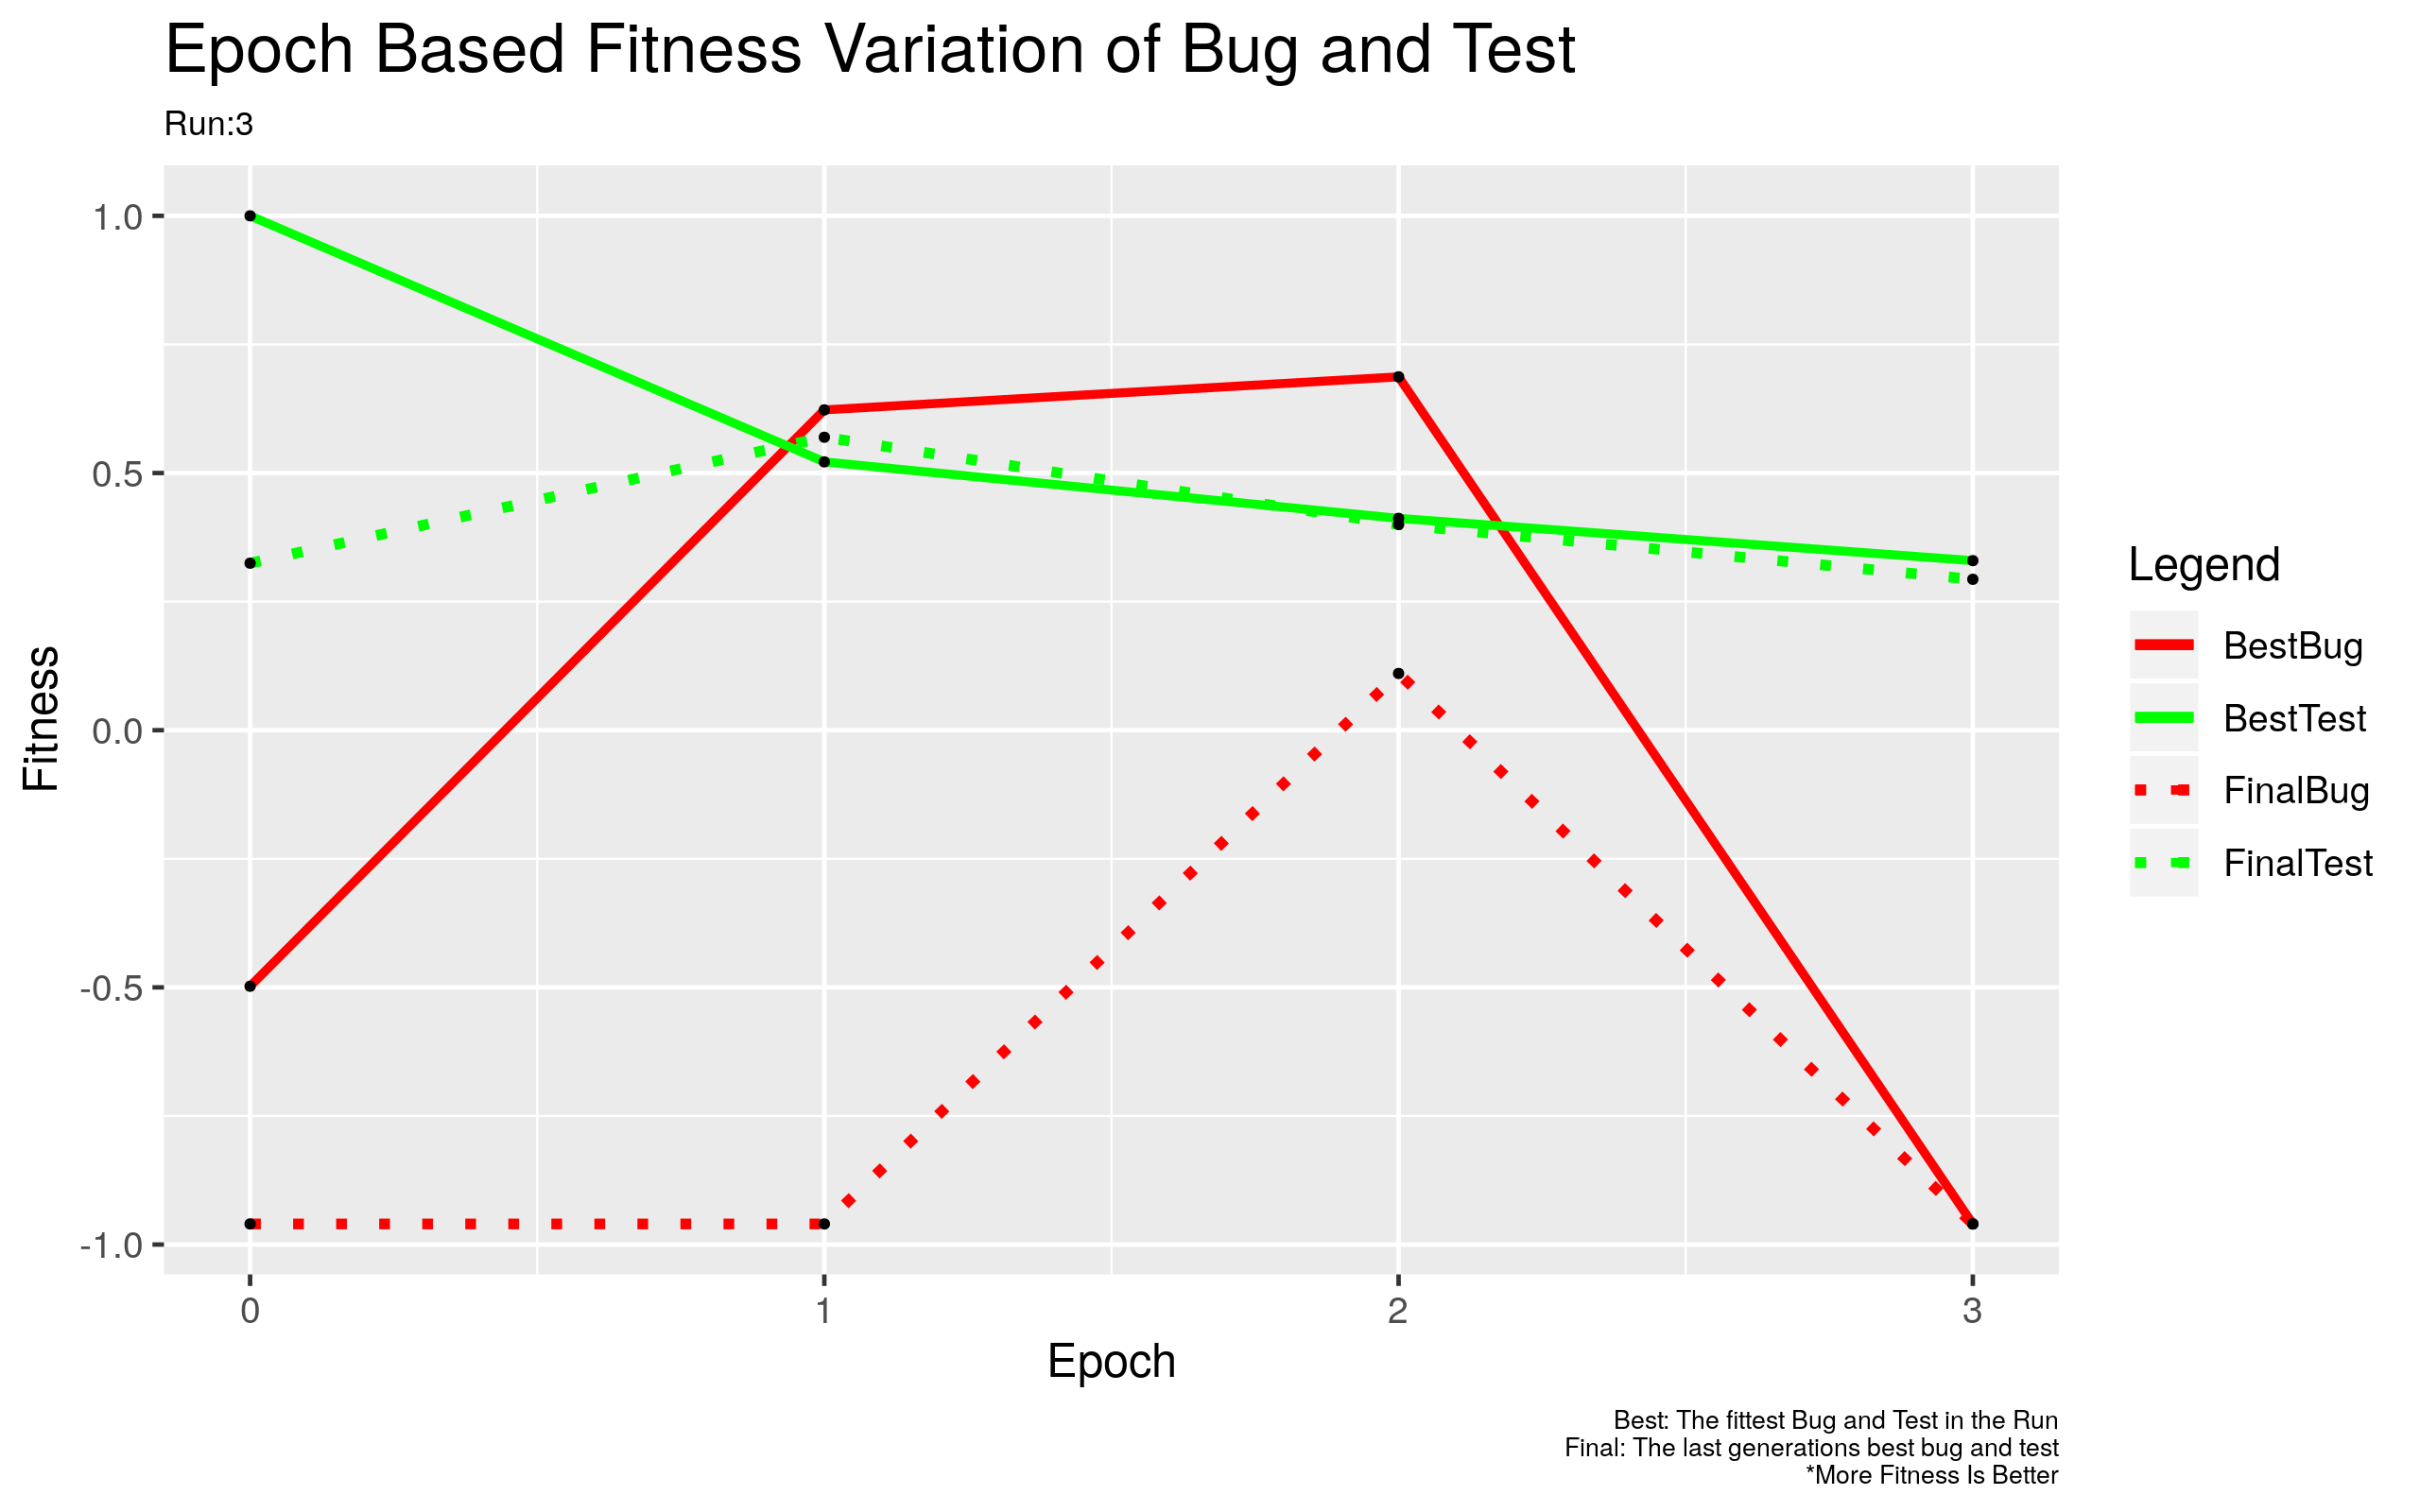 Epoch Based Fitness Variation of Bug and Test
Run:3
1.0
0.5
0.0
-0.5
-1.0
Fitness
0
1
2
3
Epoch
Legend
BestBug
BestTest
FinalBug
FinalTest
Best: The fittest Bug and Test in the Run
Final: The last generations best bug and test
*More Fitness Is Better